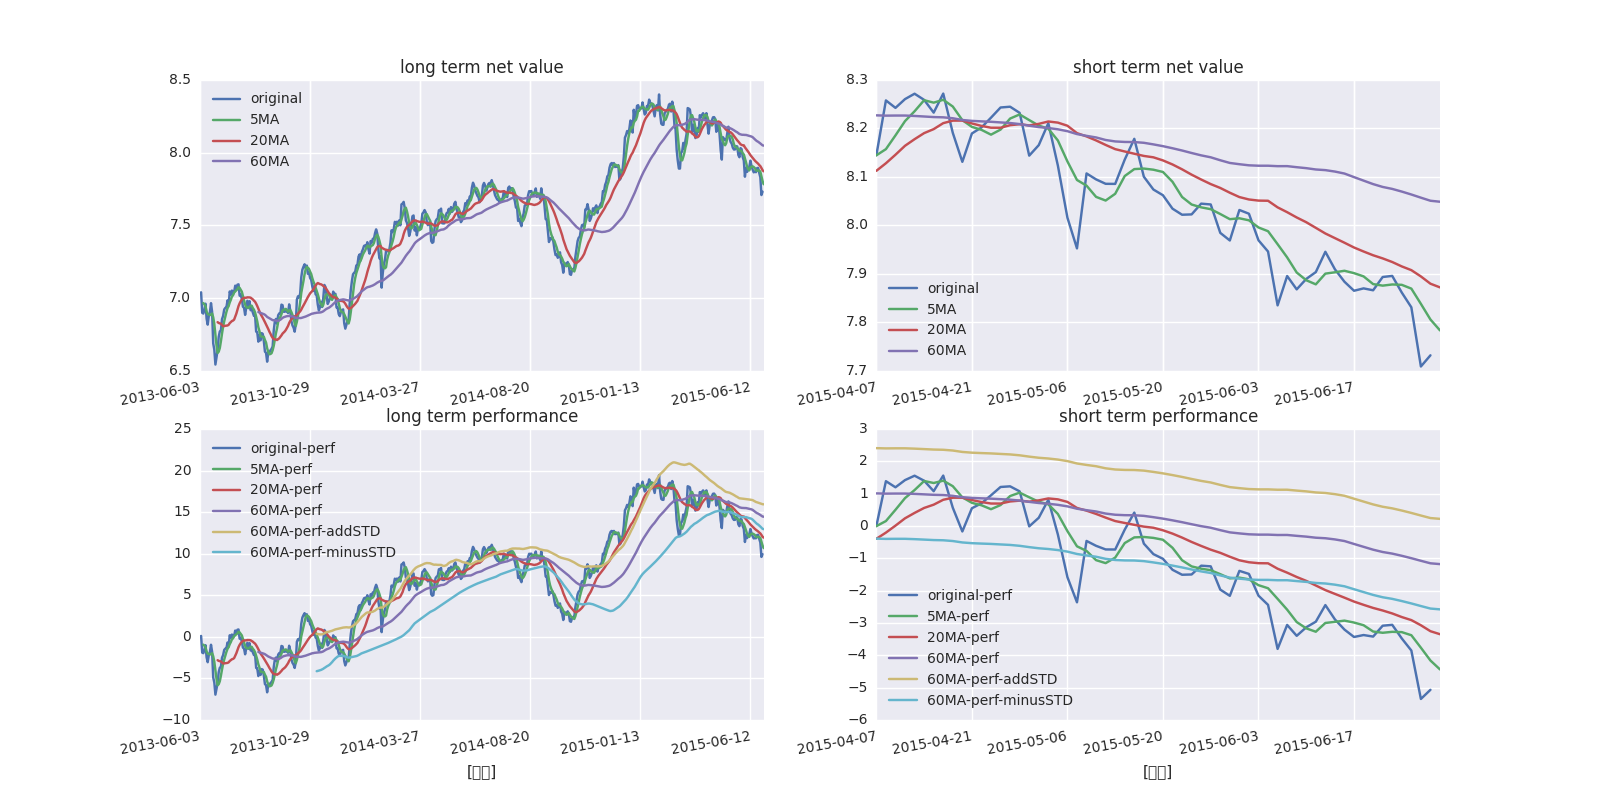 long term net value
8.5
8.0
7.5
7.0
6.5
original
5MA
20MA
60MA
2013-06-03
2013-10-29
2014-03-27
2014-08-20
2015-01-13
2015-06-12
short term net value
8.3
8.2
8.1
8.0
7.9
7.8
7.7
original
5MA
20MA
60MA
2015-04-07
2015-04-21
2015-05-06
2015-05-20
2015-06-03
2015-06-17
long term performance
25
20
15
10
5
0
−5
−10
original-perf
5MA-perf
20MA-perf
60MA-perf
60MA-perf-addSTD
60MA-perf-minusSTD
2013-06-03
2013-10-29
2014-03-27
2014-08-20
2015-01-13
2015-06-12
short term performance
3
2
1
0
−1
−2
−3
−4
−5
−6
original-perf
5MA-perf
20MA-perf
60MA-perf
60MA-perf-addSTD
60MA-perf-minusSTD
2015-04-07
2015-04-21
2015-05-06
2015-05-20
2015-06-03
2015-06-17